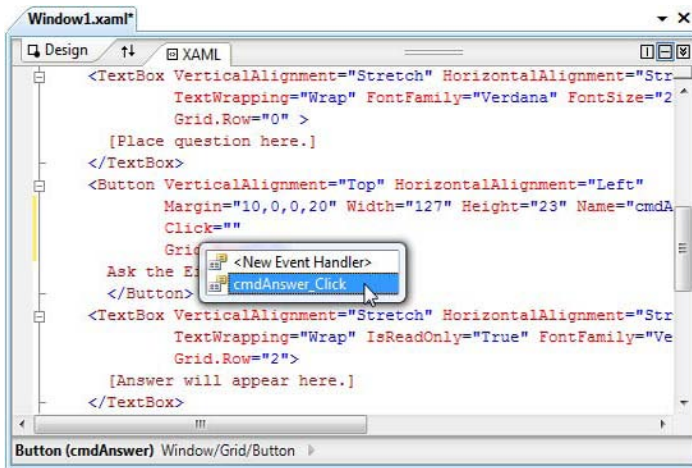 Window1.xaml*
Design XAML
<TextBox VerticalAlignment="Stretch" HorizontalAlignment="Str
TextWrapping="Wrap" FontFamily="Verdana" FontSize="2
Grid.Row="0" >
[Place question here.]
</TextBox>
<Button VerticalAlignment="Top" HorizontalAlignment="Left"
Margin="10,0,0,20" Width="127" Height="23" Name="cmdA
Click=""
Gri
<New Event Handler>
Ask the Ei
cmdAnswer_Click
</Button>
<TextBox VerticalAlignment="Stretch" HorizontalAlignment="Str
TextWrapping="Wrap" IsReadOnly="True" FontFamily="Ve
Grid.Row="2">
[Answer will appear here.]
</TextBox>
Button (cmdAnswer) Window/Grid/Button